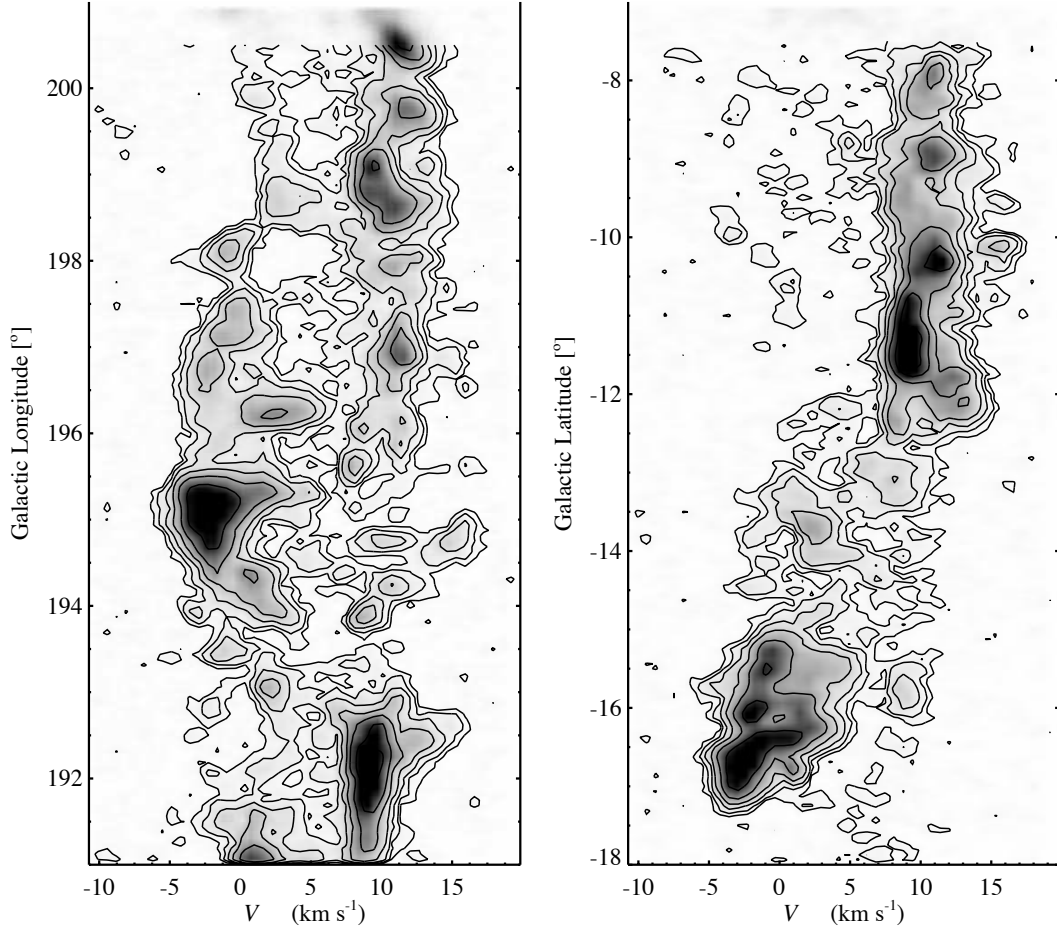 200
198
196
194
192
Galactic Longitude [°]
-10 -5 0 5 10 15
V (km s⁻¹)
-8
-10
-12
-14
-16
-18
Galactic Latitude [°]
-10 -5 0 5 10 15
V (km s⁻¹)